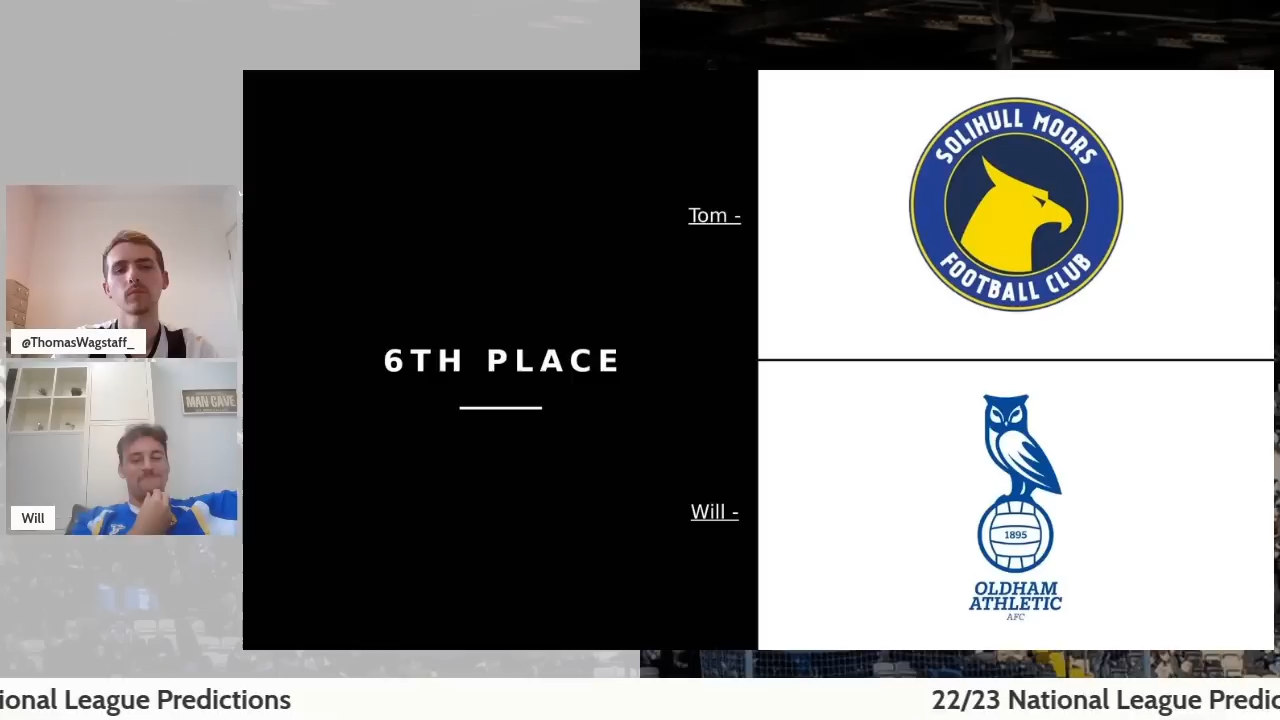 SOLIHULL MOORS
FOOTBALL CLUB
Tom -
@ThomasWagstaff_
6TH PLACE
MAN CAVE
Will
Will -
1895
OLDHAM
ATHLETIC
AFC
ional League Predictions
22/23 National League Predic